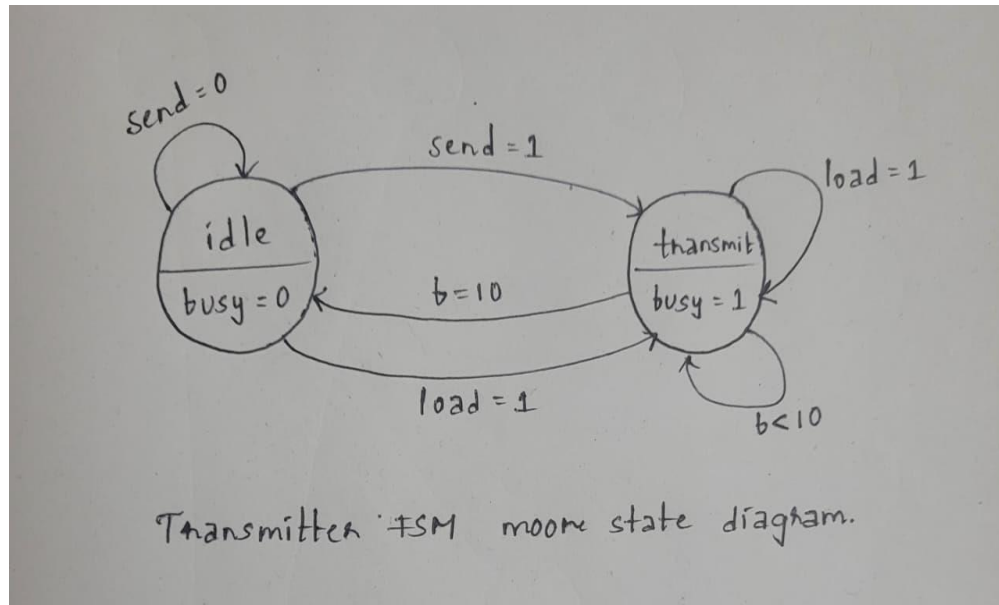 send = 0
send = 1
load = 1
idle
busy = 0
transmit
busy = 1
b = 10
load = 1
b < 10
Transmitter FSM moore state diagram.